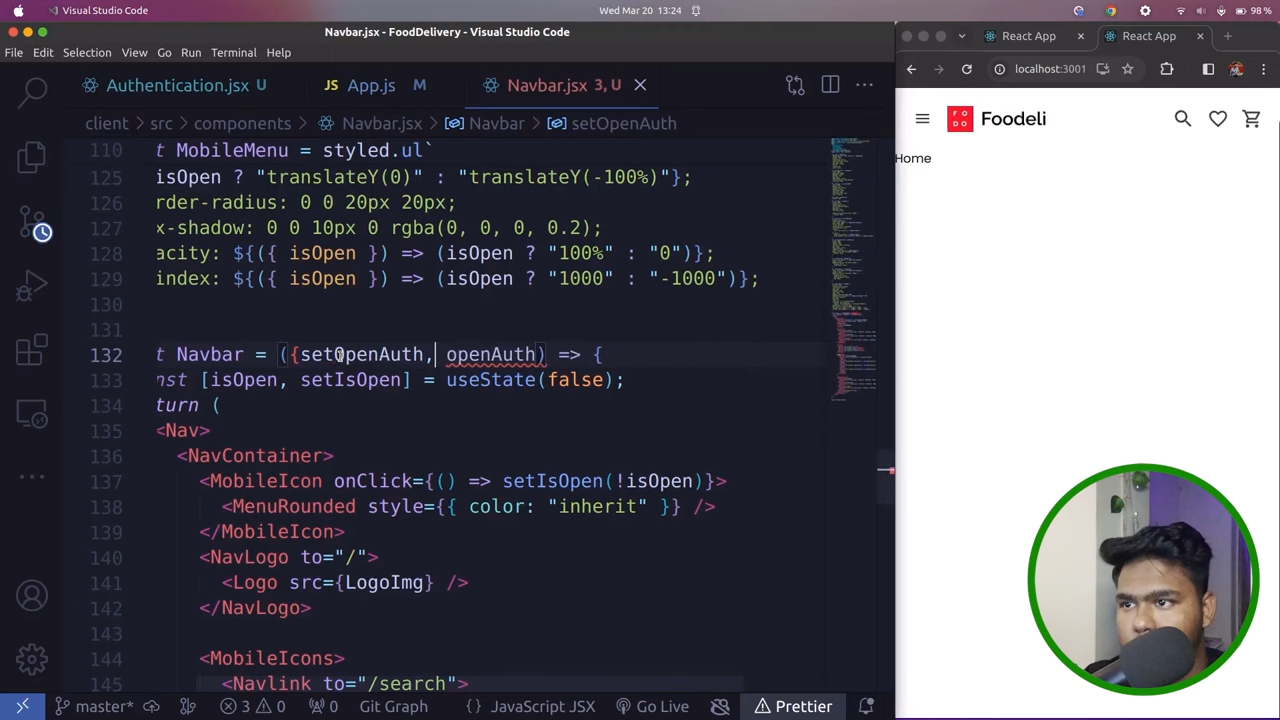 Visual Studio Code
Wed Mar 20 13:24
98 %
Navbar.jsx - FoodDelivery - Visual Studio Code
File Edit Selection View Go Run Terminal Help
Authentication.jsx U
JS App.js M
Navbar.jsx 3, U
client > src > components > Navbar.jsx > Navbar > setOpenAuth
110 t MobileMenu = styled.ul`
125 isOpen ? "translateY(0)" : "translateY(-100%)"};
126 rder-radius: 0 0 20px 20px;
127 x-shadow: 0 0 10px 0 rgba(0, 0, 0, 0.2);
128 city: ${({ isOpen }) => (isOpen ? "100%" : "0")};
129 index: ${({ isOpen }) => (isOpen ? "1000" : "-1000")};
130
131
132 Navbar = ({setOpenAuth, openAuth) => {
133 nst [isOpen, setIsOpen] = useState(false);
134 turn (
135 <Nav>
136 <NavContainer>
137 <MobileIcon onClick={() => setIsOpen(!isOpen)}>
138 <MenuRounded style={{ color: "inherit" }} />
139 </MobileIcon>
140 <NavLogo to="/">
141 <Logo src={LogoImg} />
142 </NavLogo>
143
144 <MobileIcons>
145 <Navlink to="/search">
master* 3 0 0 Git Graph JavaScript JSX Go Live Prettier
React App
React App
localhost:3001
FO
DO
Foodeli
Home